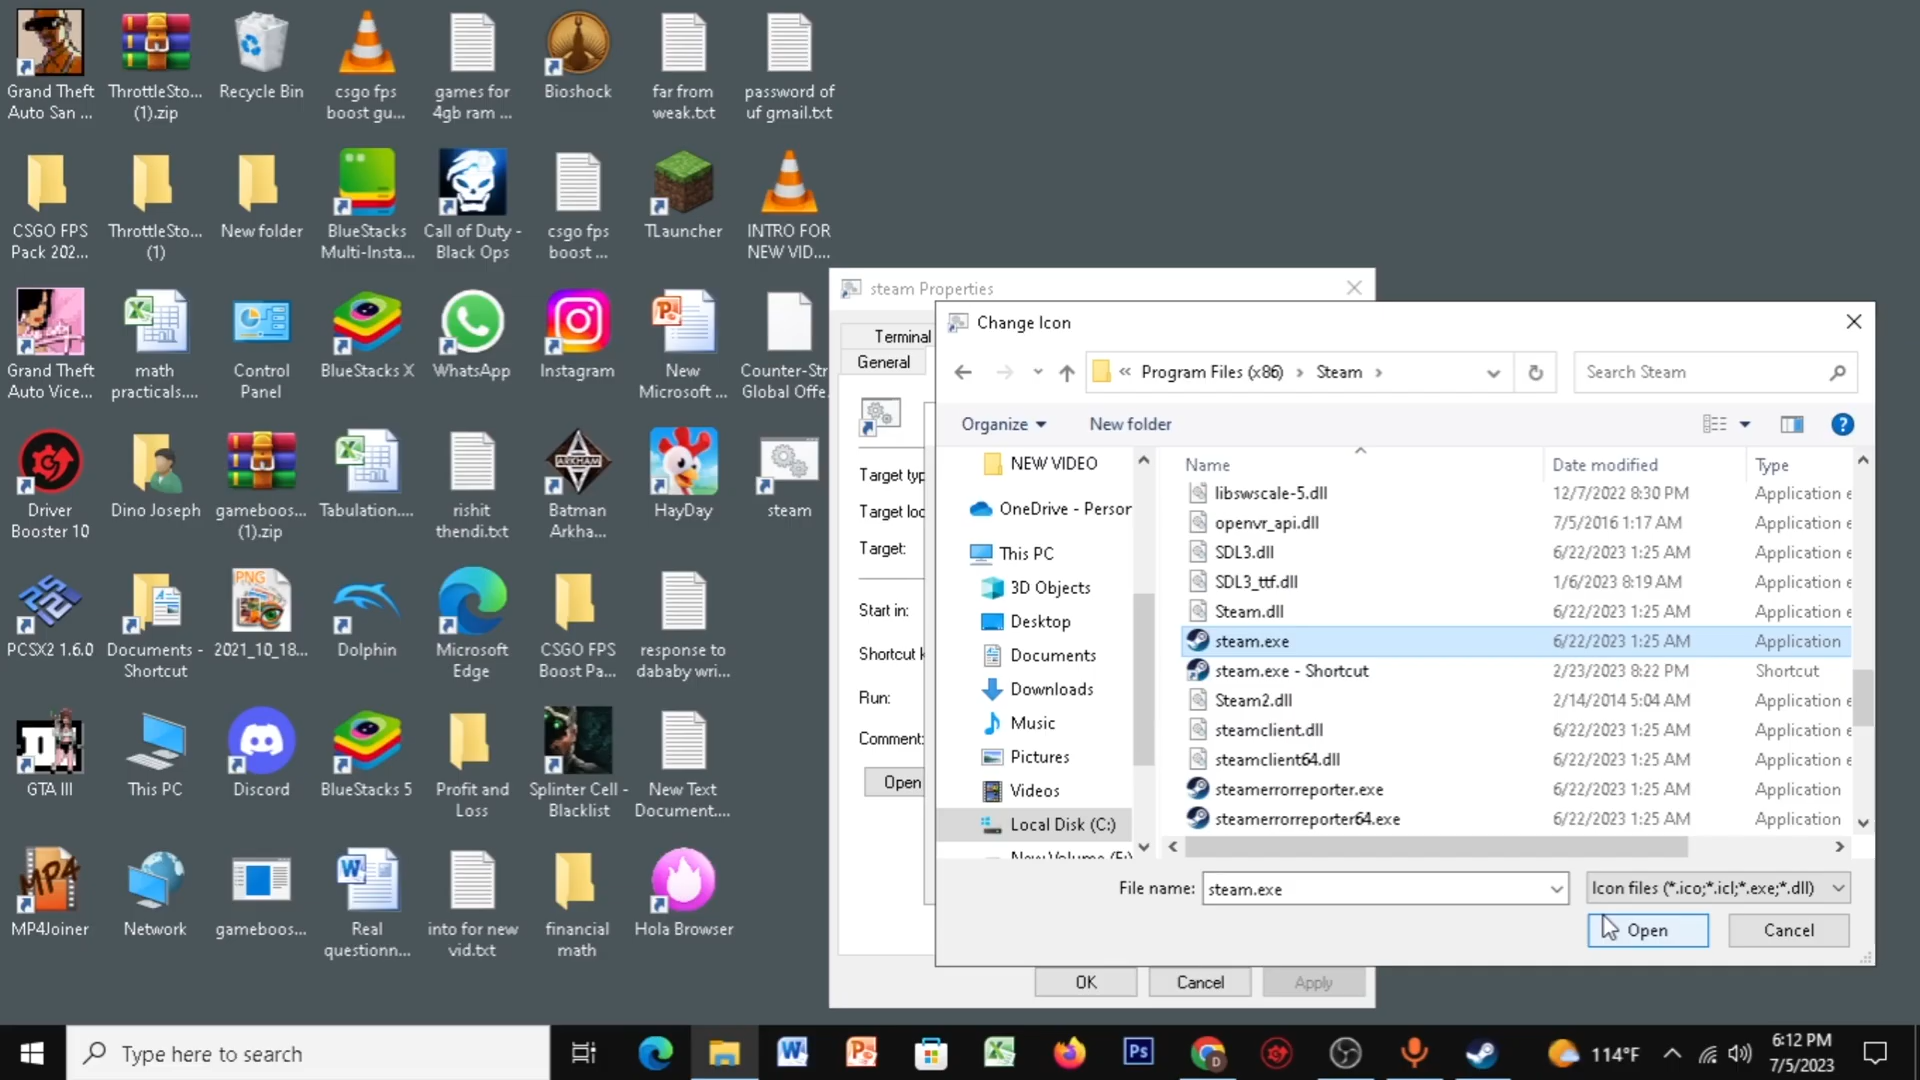 Grand Theft
Auto San ...
ThrottleSto...
(1).zip
Recycle Bin
csgo fps
boost gu...
games for
4gb ram ...
Bioshock
far from
weak.txt
password of
uf gmail.txt
CSGO FPS
Pack 202...
ThrottleSto...
(1)
New folder
BlueStacks
Multi-Insta...
Call of Duty -
Black Ops
csgo fps
boost ...
TLauncher
INTRO FOR
NEW VID....
Grand Theft
Auto Vice...
math
practicals....
Control
Panel
BlueStacks X
WhatsApp
Instagram
New
Microsoft ...
Counter-Str
Global Offe.
Driver
Booster 10
Dino Joseph
gameboos...
(1).zip
Tabulation....
rishit
thendi.txt
ARKHAM
Batman
Arkha...
HayDay
steam
PCSX2 1.6.0
Documents -
Shortcut
PNG
2021_10_18...
Dolphin
Microsoft
Edge
CSGO FPS
Boost Pa...
response to
dababy wri...
GTA III
This PC
Discord
BlueStacks 5
Profit and
Loss
Splinter Cell -
Blacklist
New Text
Document....
MP4
MP4Joiner
Network
gameboos...
Real
questionn...
into for new
vid.txt
financial
math
Hola Browser
steam Properties
Terminal
General
Target typ
Target loc
Target:
Start in:
Shortcut k
Run:
Comment:
Open
OK
Cancel
Apply
Change Icon
« Program Files (x86) › Steam ›
Search Steam
Organize
New folder
?
NEW VIDEO
OneDrive - Person
This PC
3D Objects
Desktop
Documents
Downloads
Music
Pictures
Videos
Local Disk (C:)
New Volume (E:)
Name Date modified Type
libswscale-5.dll 12/7/2022 8:30 PM Application e
openvr_api.dll 7/5/2016 1:17 AM Application e
SDL3.dll 6/22/2023 1:25 AM Application e
SDL3_ttf.dll 1/6/2023 8:19 AM Application e
Steam.dll 6/22/2023 1:25 AM Application e
steam.exe 6/22/2023 1:25 AM Application
steam.exe - Shortcut 2/23/2023 8:22 PM Shortcut
Steam2.dll 2/14/2014 5:04 AM Application e
steamclient.dll 6/22/2023 1:25 AM Application e
steamclient64.dll 6/22/2023 1:25 AM Application e
steamerrorreporter.exe 6/22/2023 1:25 AM Application
steamerrorreporter64.exe 6/22/2023 1:25 AM Application
File name: steam.exe
Icon files (*.ico;*.icl;*.exe;*.dll)
Open
Cancel
Type here to search
Ps
D
114°F
6:12 PM
7/5/2023